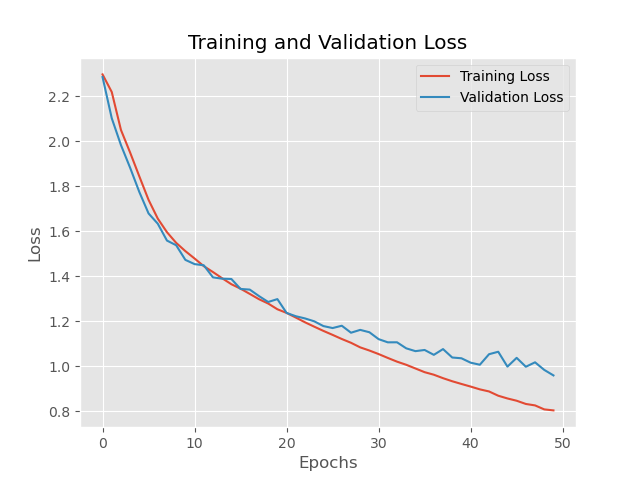 Training and Validation Loss
Training Loss
Validation Loss
Loss
2.2
2.0
1.8
1.6
1.4
1.2
1.0
0.8
0 10 20 30 40 50
Epochs